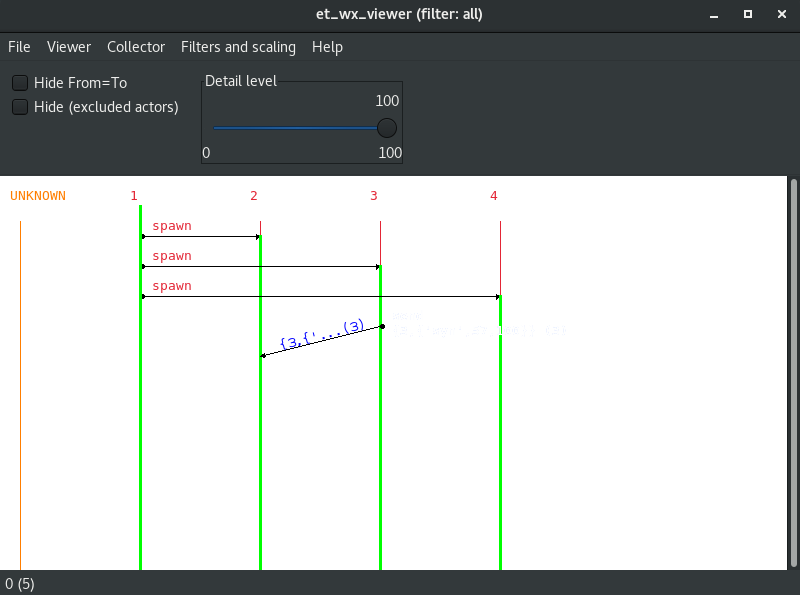 et_wx_viewer (filter: all)
File Viewer Collector Filters and scaling Help
Hide From=To
Hide (excluded actors)
Detail level
100
0 100
UNKNOWN 1 2 3 4
spawn
spawn
spawn
{3,{'...(3)
0 (5)